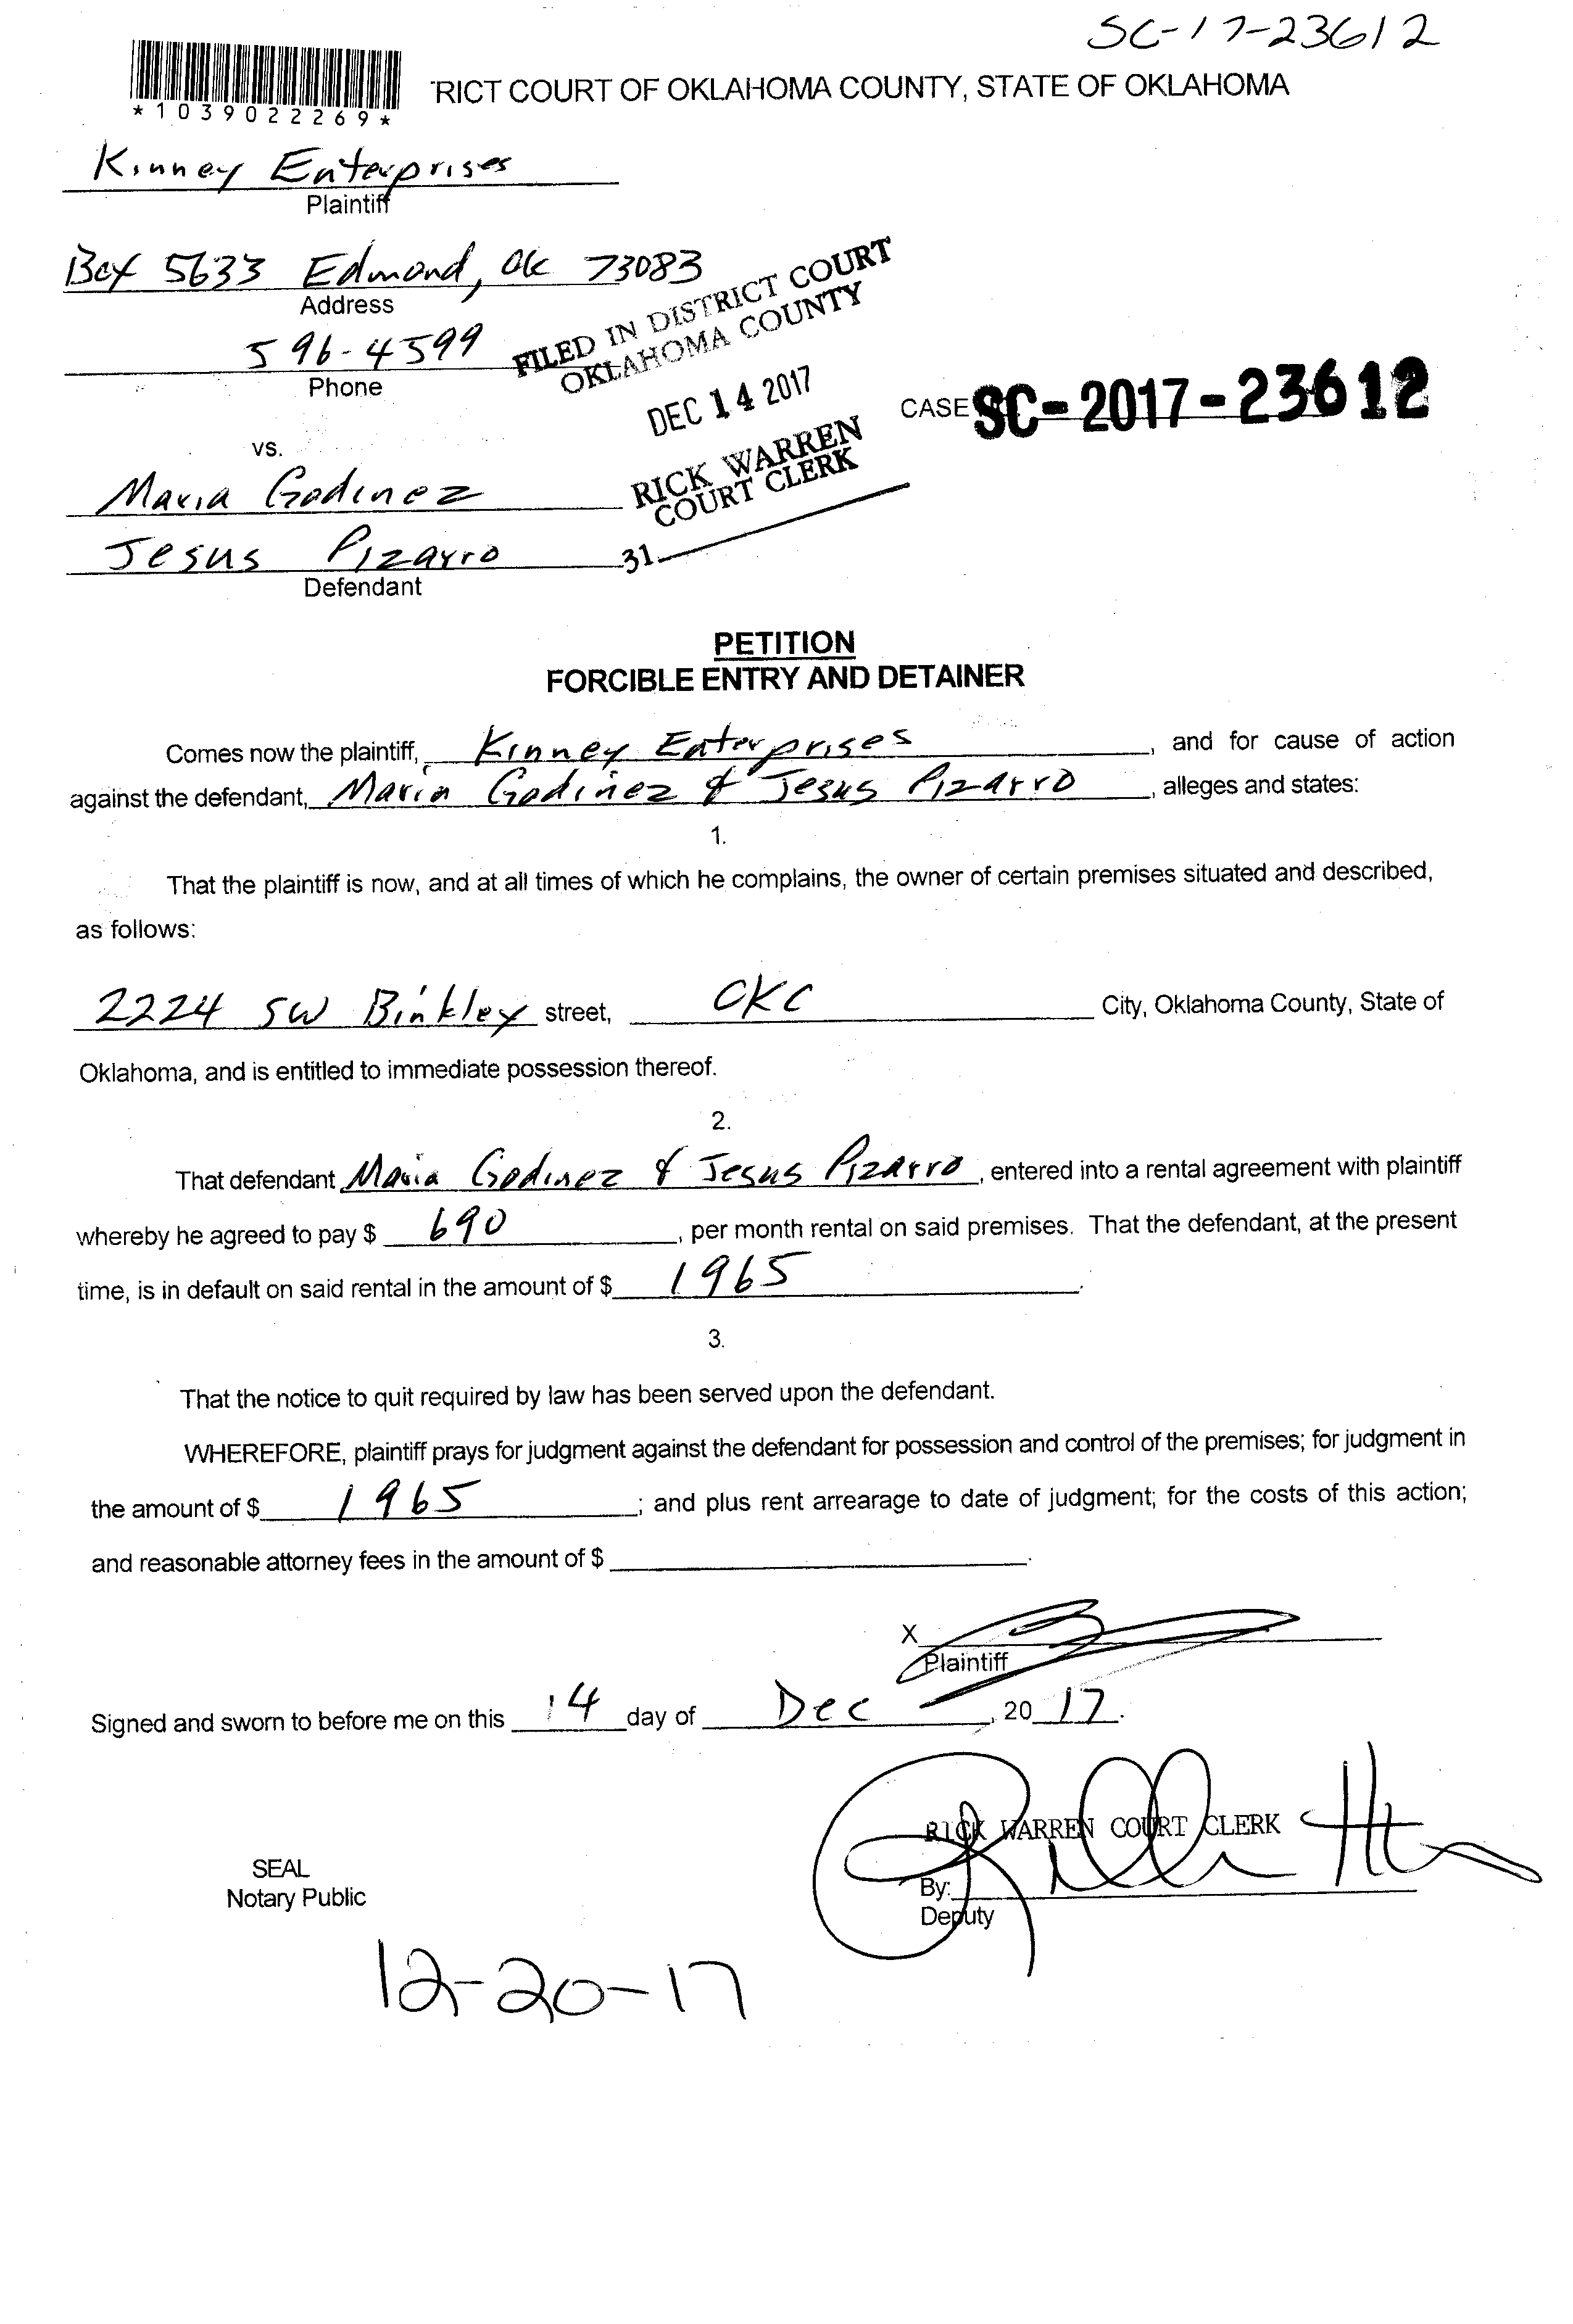 SC-17-23612
*1039022269*
RICT COURT OF OKLAHOMA COUNTY, STATE OF OKLAHOMA
Kinney Enterprises
Plaintiff
Box 5633 Edmond, Ok 73083
Address
596-4599
Phone
FILED IN DISTRICT COURT
OKLAHOMA COUNTY
DEC 14 2017
RICK WARREN
COURT CLERK
31
CASE SC-2017-23612
vs.
Maria Godinez
Jesus Pizarro
Defendant
PETITION
FORCIBLE ENTRY AND DETAINER
Comes now the plaintiff, Kinney Enterprises, and for cause of action
against the defendant, Maria Godinez & Jesus Pizarro, alleges and states:
1.
That the plaintiff is now, and at all times of which he complains, the owner of certain premises situated and described,
as follows:
2224 SW Binkley street, OKC City, Oklahoma County, State of
Oklahoma, and is entitled to immediate possession thereof.
2.
That defendant Maria Godinez & Jesus Pizarro, entered into a rental agreement with plaintiff
whereby he agreed to pay $ 690, per month rental on said premises. That the defendant, at the present
time, is in default on said rental in the amount of $ 1965.
3.
That the notice to quit required by law has been served upon the defendant.
WHEREFORE, plaintiff prays for judgment against the defendant for possession and control of the premises; for judgment in
the amount of $ 1965; and plus rent arrearage to date of judgment; for the costs of this action;
and reasonable attorney fees in the amount of $ .
X
Plaintiff
Signed and sworn to before me on this 14 day of Dec, 20 17.
RICK WARREN COURT CLERK
SEAL
Notary Public
By:
Deputy
12-20-17